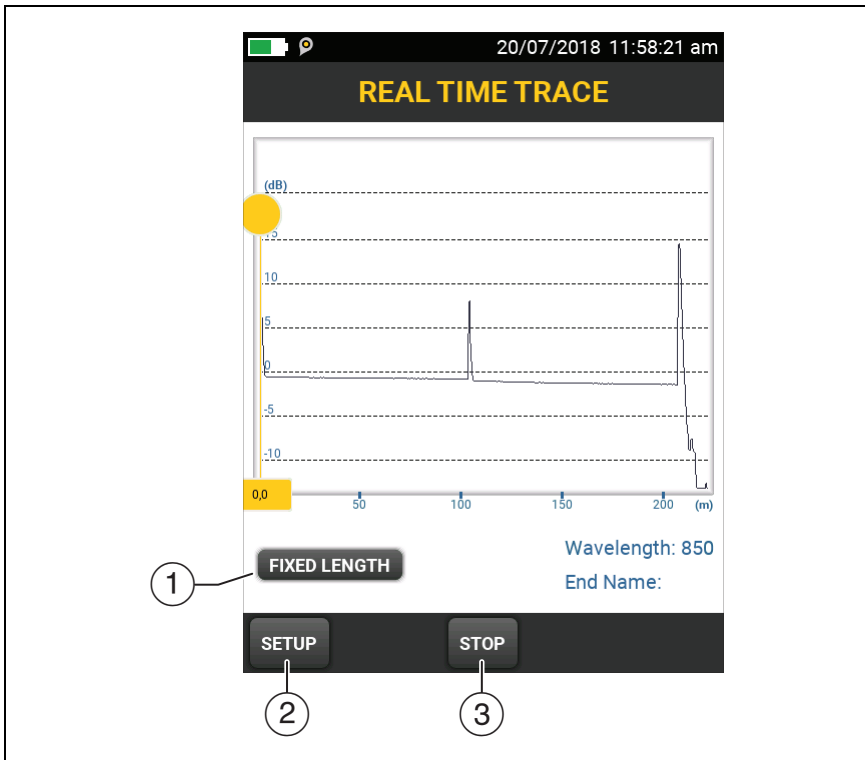 20/07/2018 11:58:21 am
REAL TIME TRACE
(dB)
15
10
5
0
-5
-10
0,0
50
100
150
200
(m)
FIXED LENGTH
Wavelength: 850
End Name:
1
SETUP
STOP
2
3